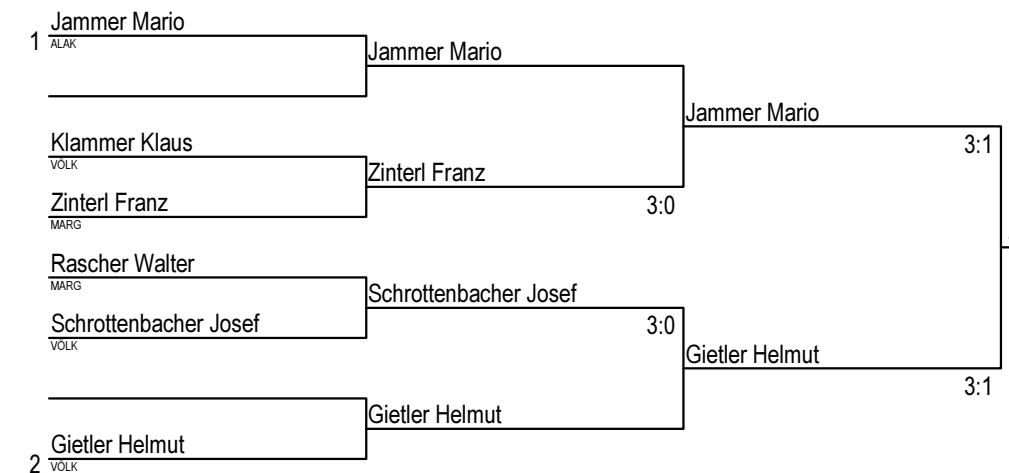 Jammer Mario
1 ALAK
Jammer Mario
Jammer Mario
3:1
Klammer Klaus
VÖLK
Zinterl Franz
Zinterl Franz
3:0
MARG
Rascher Walter
MARG
Schrottenbacher Josef
Schrottenbacher Josef
3:0
VÖLK
Gietler Helmut
3:1
Gietler Helmut
Gietler Helmut
2 VÖLK